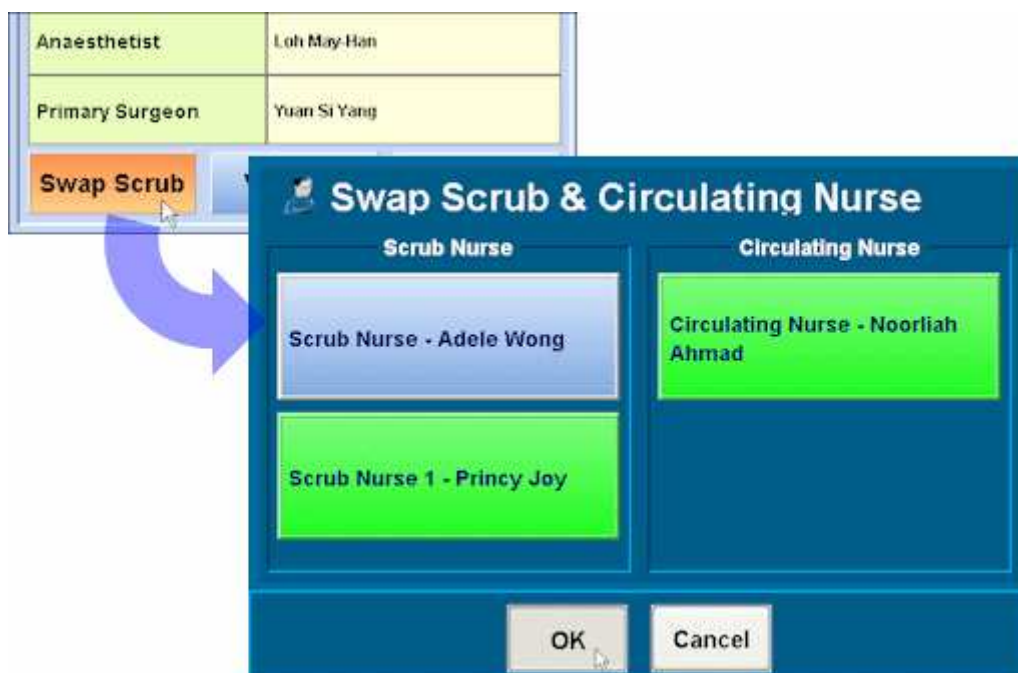 Anaesthetist Loh May-Han
Primary Surgeon Yuan Si Yang
Swap Scrub
Swap Scrub & Circulating Nurse
Scrub Nurse Circulating Nurse
Scrub Nurse - Adele Wong
Circulating Nurse - Noorliah
Ahmad
Scrub Nurse 1 - Princy Joy
OK Cancel